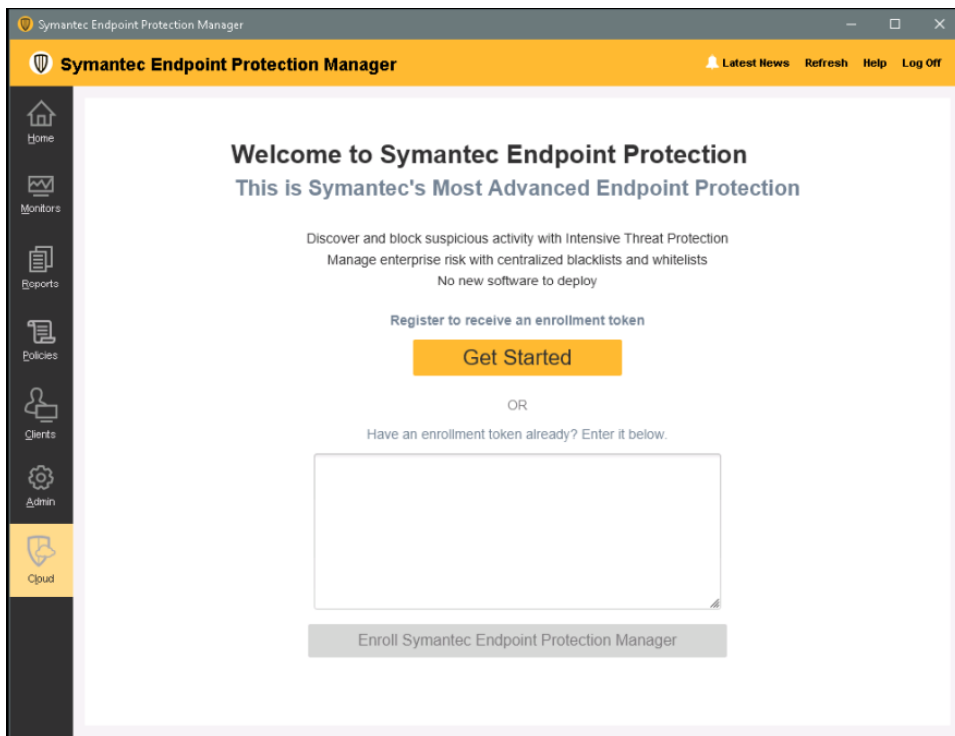 Symantec Endpoint Protection Manager
Symantec Endpoint Protection Manager
Latest News Refresh Help Log Off
Home
Monitors
Reports
Policies
Clients
Admin
Cloud
Welcome to Symantec Endpoint Protection
This is Symantec's Most Advanced Endpoint Protection
Discover and block suspicious activity with Intensive Threat Protection
Manage enterprise risk with centralized blacklists and whitelists
No new software to deploy
Register to receive an enrollment token
Get Started
OR
Have an enrollment token already? Enter it below.
Enroll Symantec Endpoint Protection Manager